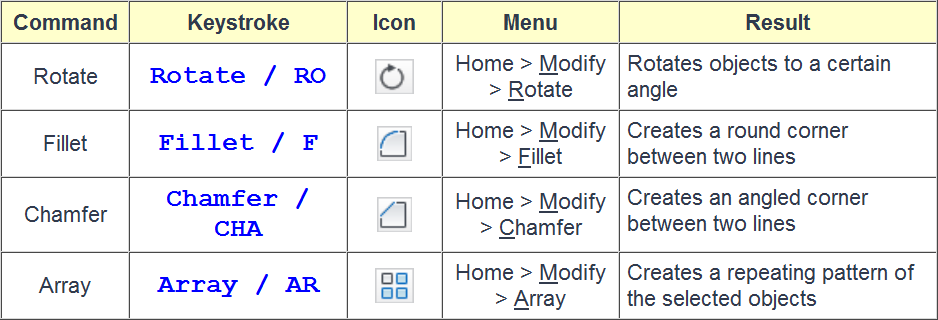 Command Keystroke Icon Menu Result
Rotate Rotate / RO Home > Modify > Rotate Rotates objects to a certain angle
Fillet Fillet / F Home > Modify > Fillet Creates a round corner between two lines
Chamfer Chamfer / CHA Home > Modify > Chamfer Creates an angled corner between two lines
Array Array / AR Home > Modify > Array Creates a repeating pattern of the selected objects